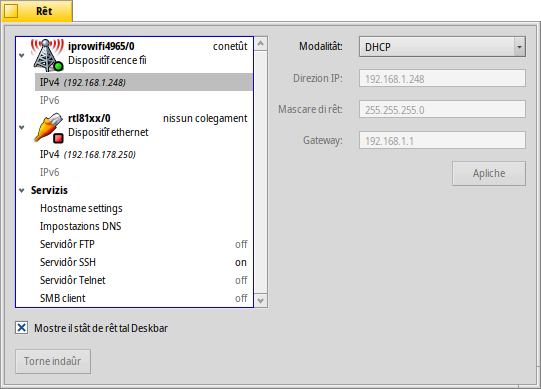 Rêt
iprowifi4965/0 conetût
Dispositîf cence fîi
IPv4 (192.168.1.248)
IPv6
rtl81xx/0 nissun colegament
Dispositîf ethernet
IPv4 (192.168.178.250)
IPv6
Servizis
Hostname settings
Impostazions DNS
Servidôr FTP off
Servidôr SSH on
Servidôr Telnet off
SMB client off
Mostre il stât de rêt tal Deskbar
Torne indaûr
Modalitât: DHCP
Direzion IP: 192.168.1.248
Mascare di rêt: 255.255.255.0
Gateway: 192.168.1.1
Apliche